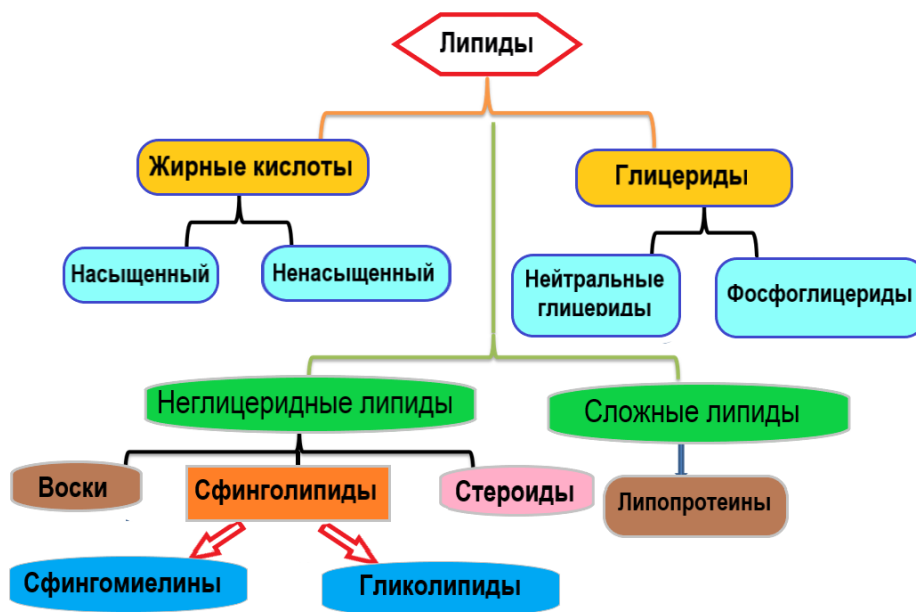 Липиды
Жирные кислоты
Глицериды
Насыщенный
Ненасыщенный
Нейтральные
глицериды
Фосфоглицериды
Неглицеридные липиды
Сложные липиды
Воски
Сфинголипиды
Стероиды
Липопротеины
Сфингомиелины
Гликолипиды